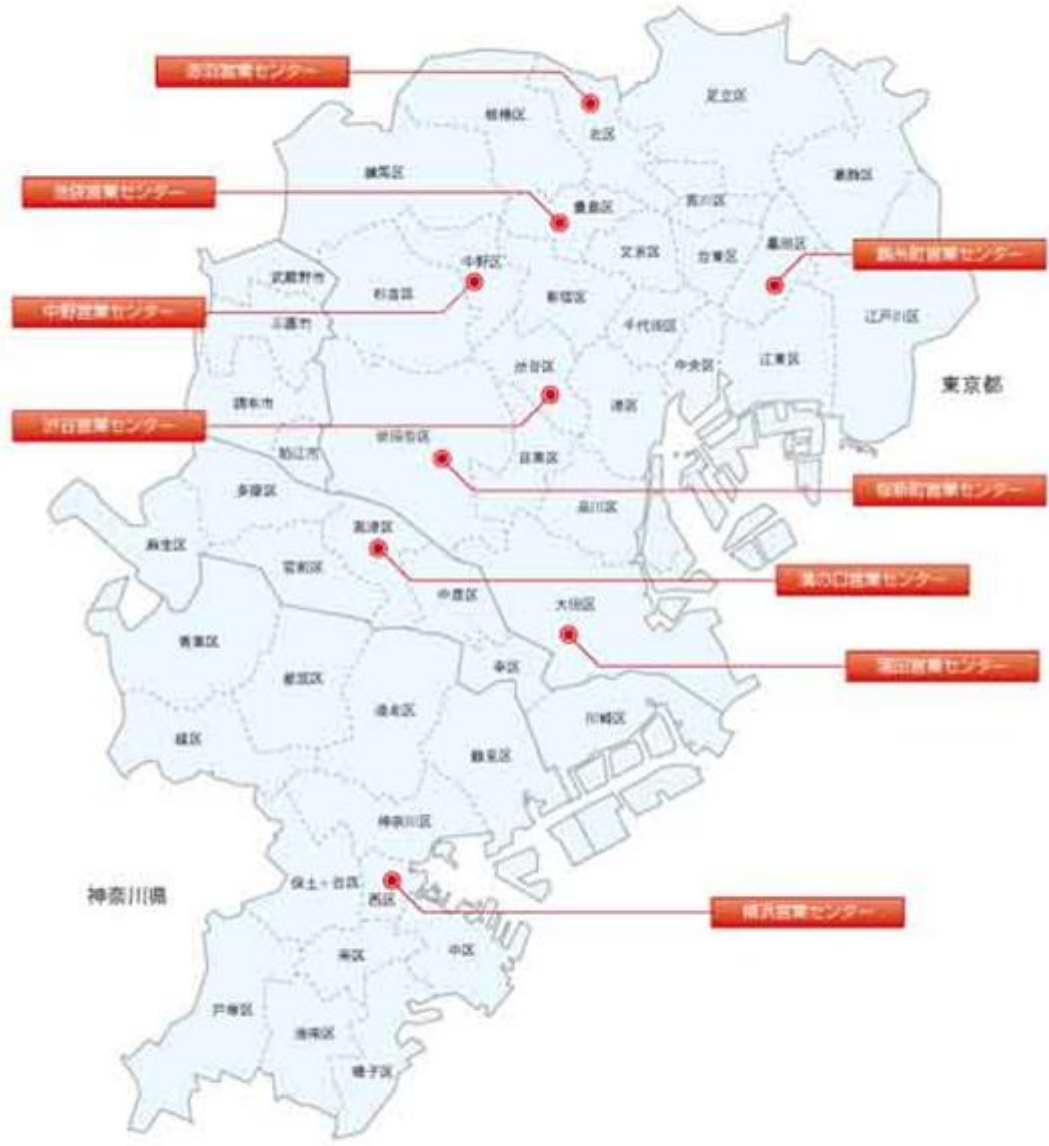 赤羽営業センター
足立区
板橋区
北区
練馬区
葛飾区
池袋営業センター
豊島区
荒川区
文京区
台東区
墨田区
錦糸町営業センター
中野区
武蔵野市
杉並区
新宿区
中野営業センター
三鷹市
千代田区
江戸川区
渋谷区
中央区
江東区
東京都
調布市
港区
渋谷営業センター
世田谷区
狛江市
目黒区
多摩区
桜新町営業センター
品川区
高津区
麻生区
宮前区
溝の口営業センター
中原区
大田区
青葉区
蒲田営業センター
幸区
都筑区
港北区
川崎区
緑区
鶴見区
神奈川区
保土ヶ谷区
神奈川県
西区
横浜営業センター
南区
中区
戸塚区
港南区
磯子区